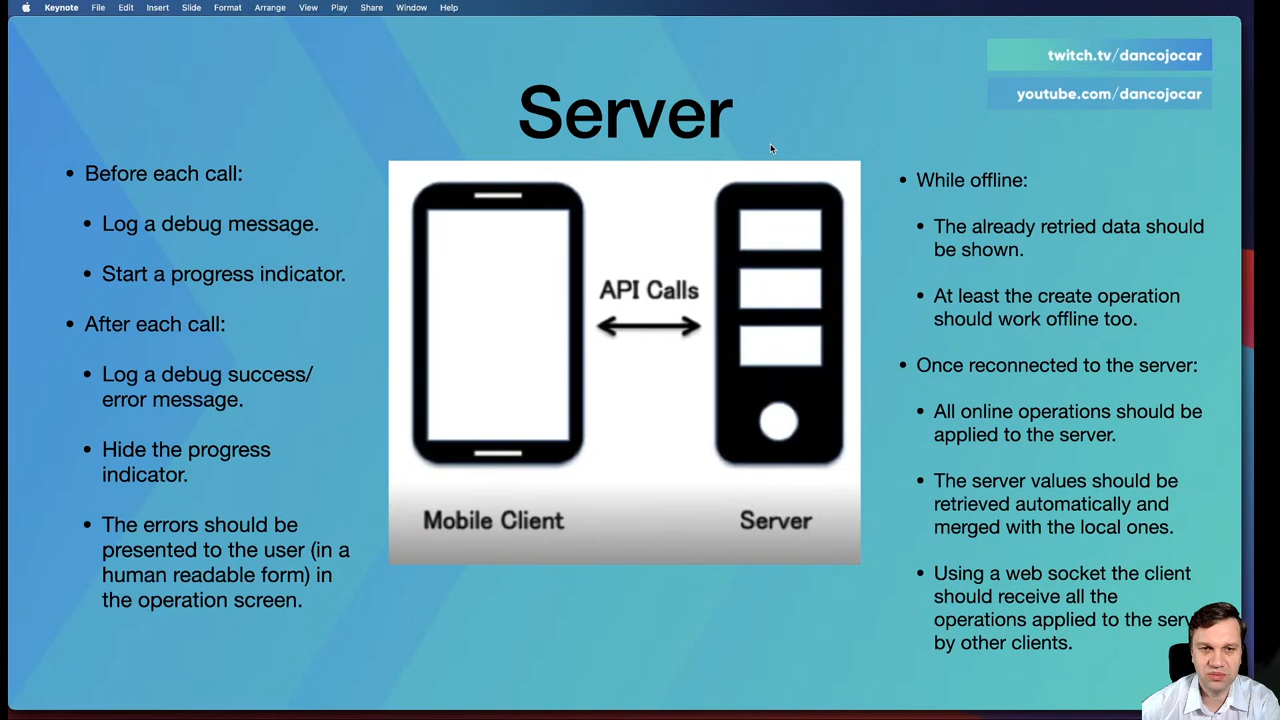 Keynote File Edit Insert Slide Format Arrange View Play Share Window Help
twitch.tv/dancojocar
youtube.com/dancojocar
Server
• Before each call:
• Log a debug message.
• Start a progress indicator.
• After each call:
• Log a debug success/
error message.
• Hide the progress
indicator.
• The errors should be
presented to the user (in a
human readable form) in
the operation screen.
API Calls
Mobile Client
Server
• While offline:
• The already retried data should
be shown.
• At least the create operation
should work offline too.
• Once reconnected to the server:
• All online operations should be
applied to the server.
• The server values should be
retrieved automatically and
merged with the local ones.
• Using a web socket the client
should receive all the
operations applied to the
by other clients.